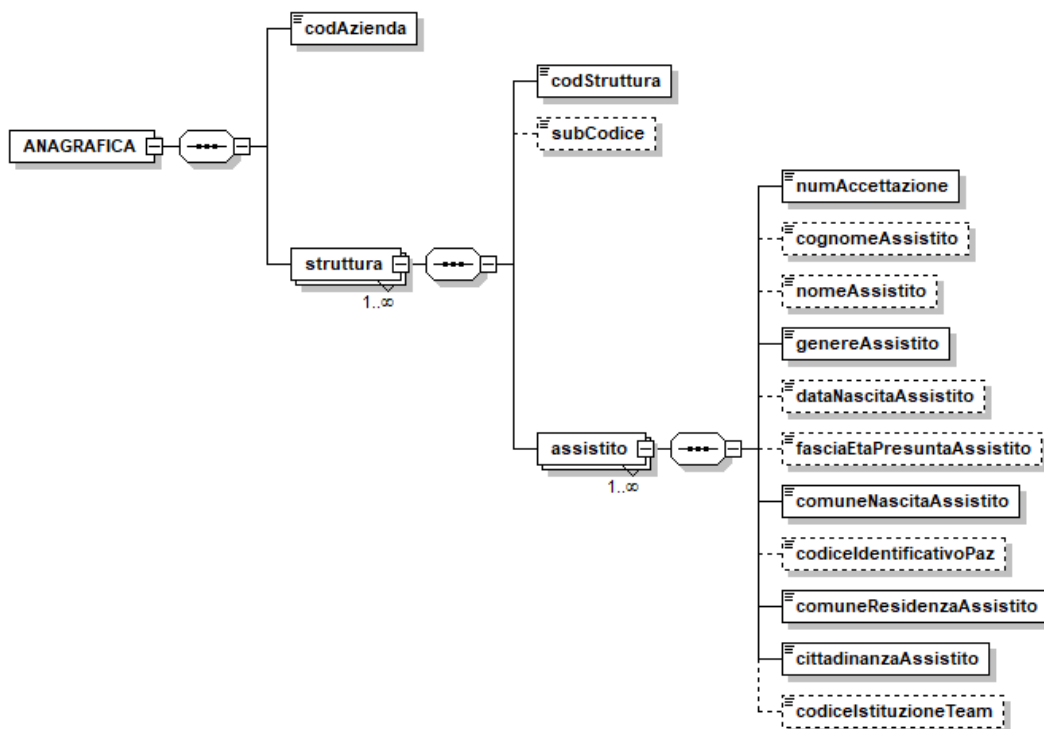 codAzienda
codStruttura
subCodice
ANAGRAFICA
numAccettazione
cognomeAssistito
struttura
1..∞
nomeAssistito
genereAssistito
dataNascitaAssistito
assistito
1..∞
fasciaEtaPresuntaAssistito
comuneNascitaAssistito
codiceIdentificativoPaz
comuneResidenzaAssistito
cittadinanzaAssistito
codiceIstituzioneTeam